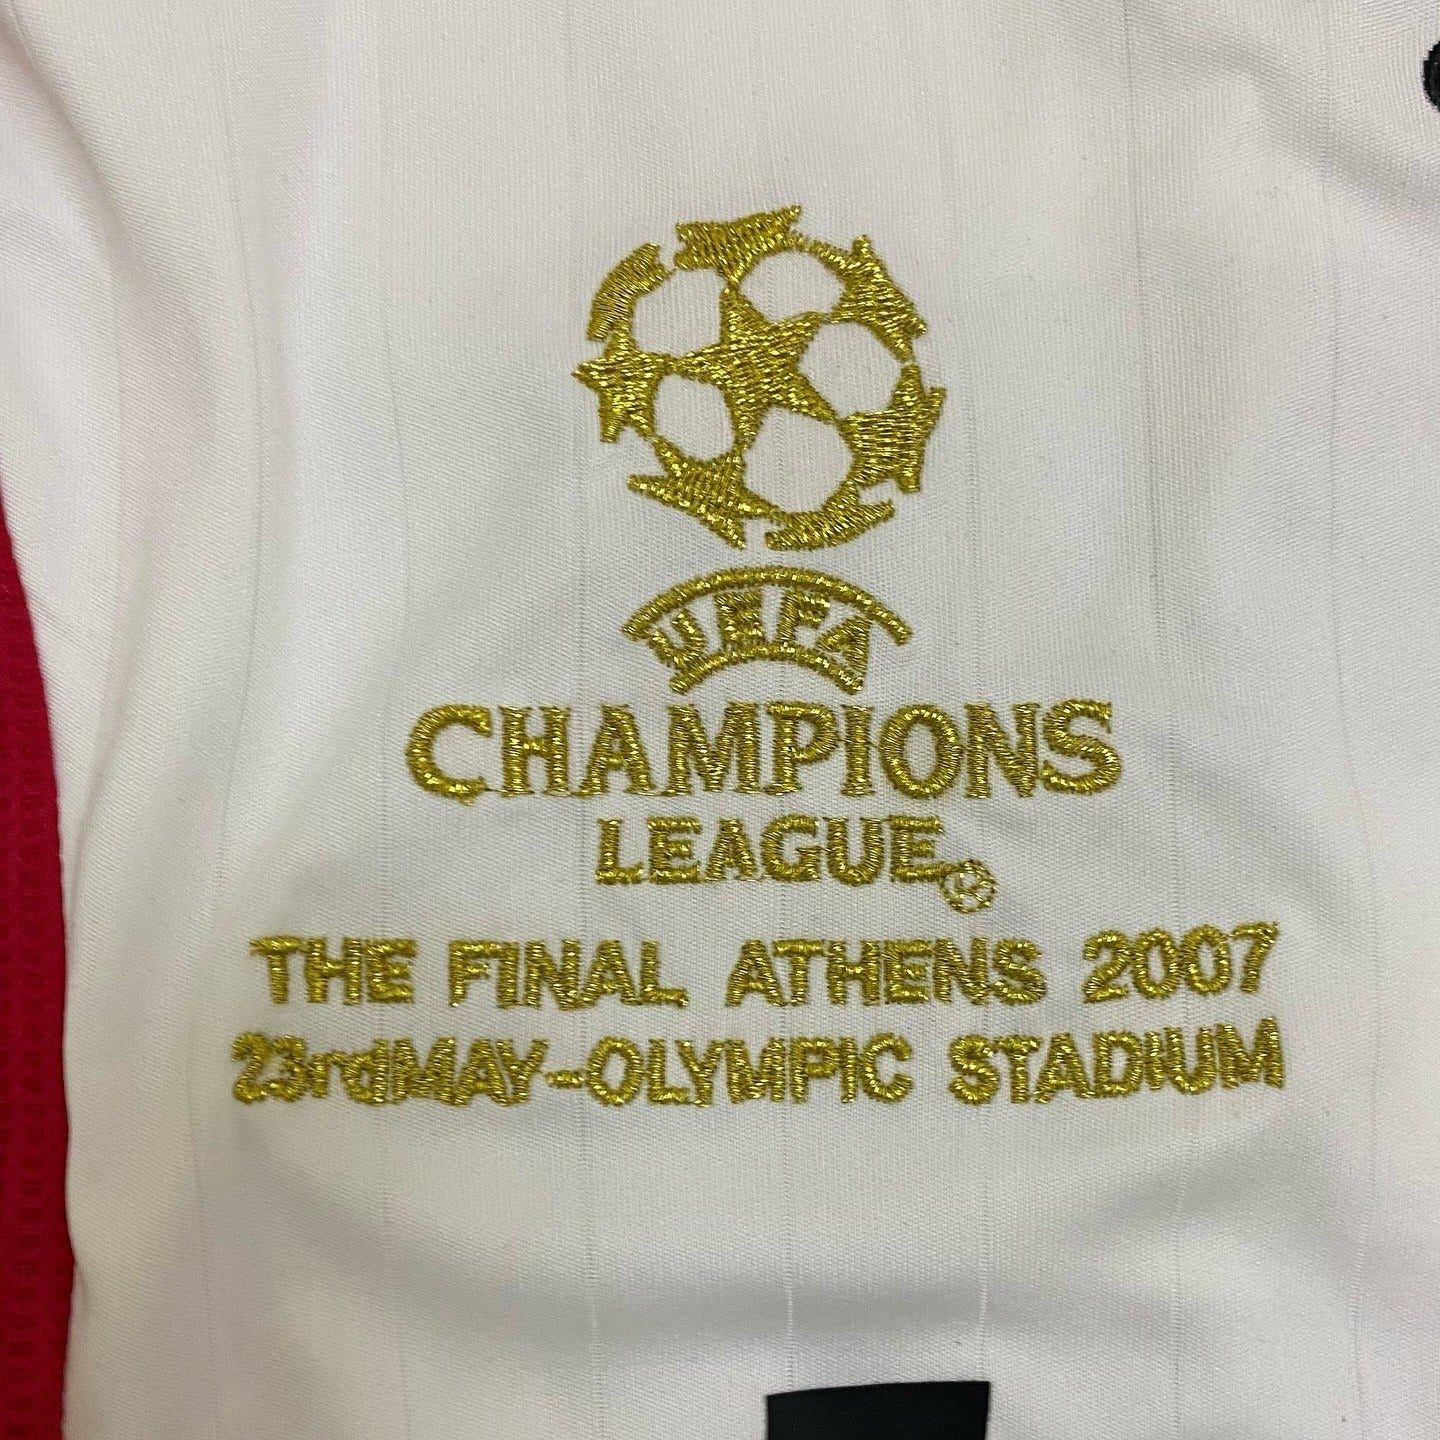 UEFA
CHAMPIONS
LEAGUE
THE FINAL ATHENS 2007
23rdMAY-OLYMPIC STADIUM